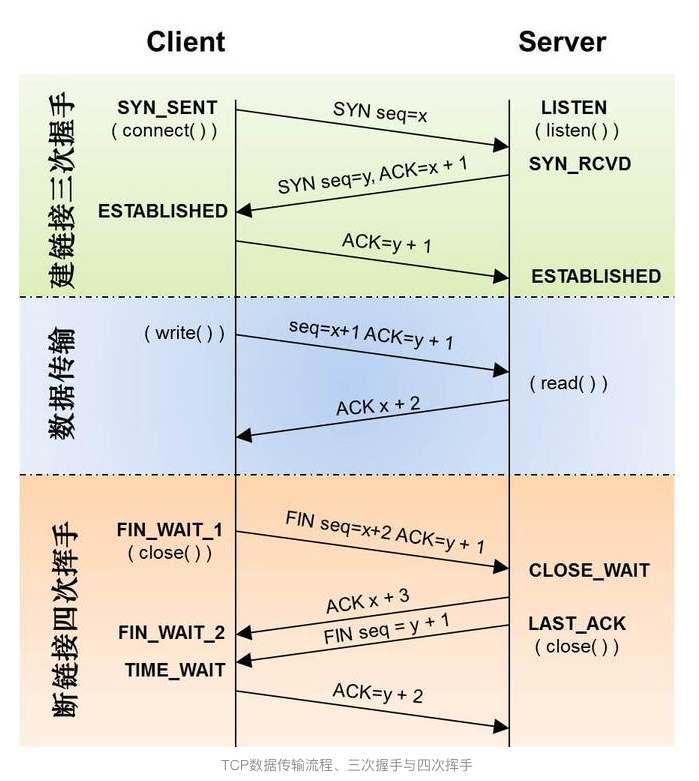 Client
Server
建链接三次握手
SYN_SENT
( connect( ) )
SYN seq=x
LISTEN
( listen( ) )
SYN_RCVD
SYN seq=y, ACK=x + 1
ESTABLISHED
ACK=y + 1
ESTABLISHED
数据传输
( write( ) )
seq=x+1 ACK=y + 1
( read( ) )
ACK x + 2
断链接四次挥手
FIN_WAIT_1
( close( ) )
FIN seq=x+2 ACK=y + 1
CLOSE_WAIT
ACK x + 3
FIN_WAIT_2
FIN seq = y + 1
LAST_ACK
( close( ) )
TIME_WAIT
ACK=y + 2
TCP数据传输流程、三次握手与四次挥手